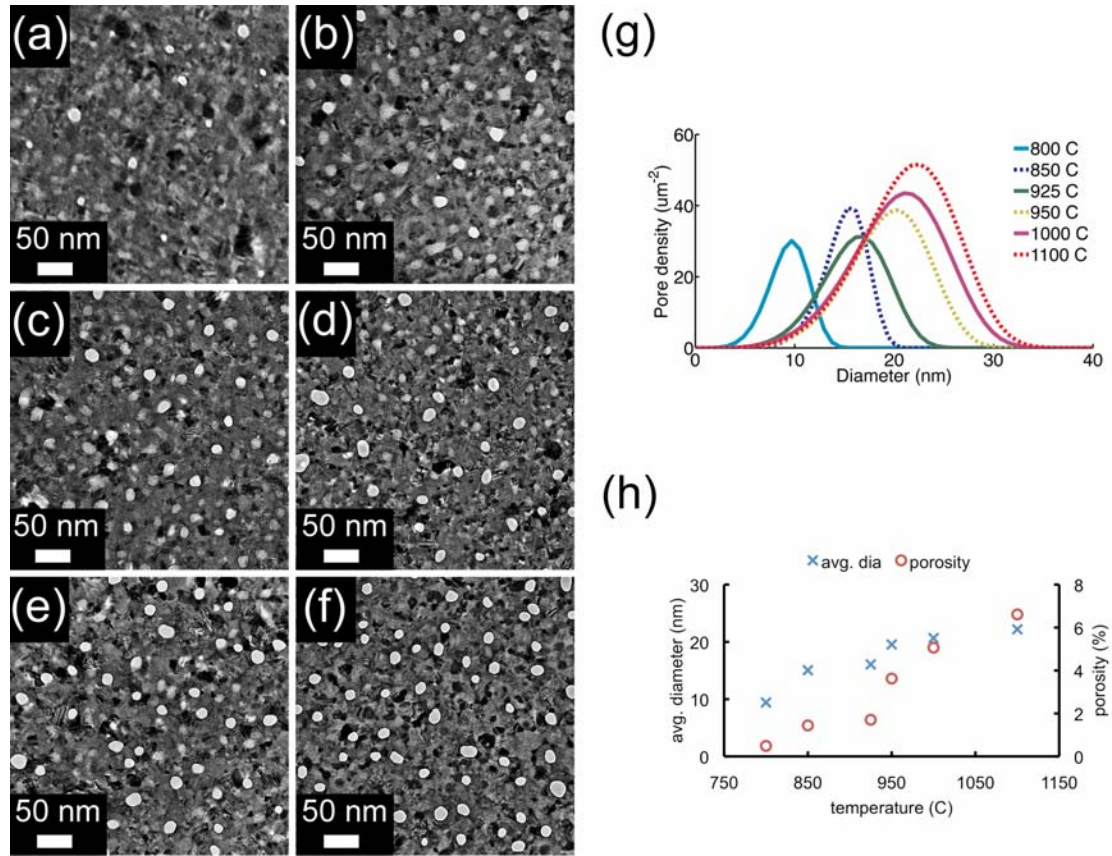 (a)
50 nm
(b)
50 nm
(c)
50 nm
(d)
50 nm
(e)
50 nm
(f)
50 nm
(g)
60
40
20
0
0 10 20 30 40
Pore density (um-2)
Diameter (nm)
800 C
850 C
925 C
950 C
1000 C
1100 C
(h)
avg. dia porosity
30
20
10
0
avg. diameter (nm)
8
6
4
2
0
porosity (%)
750 850 950 1050 1150
temperature (C)